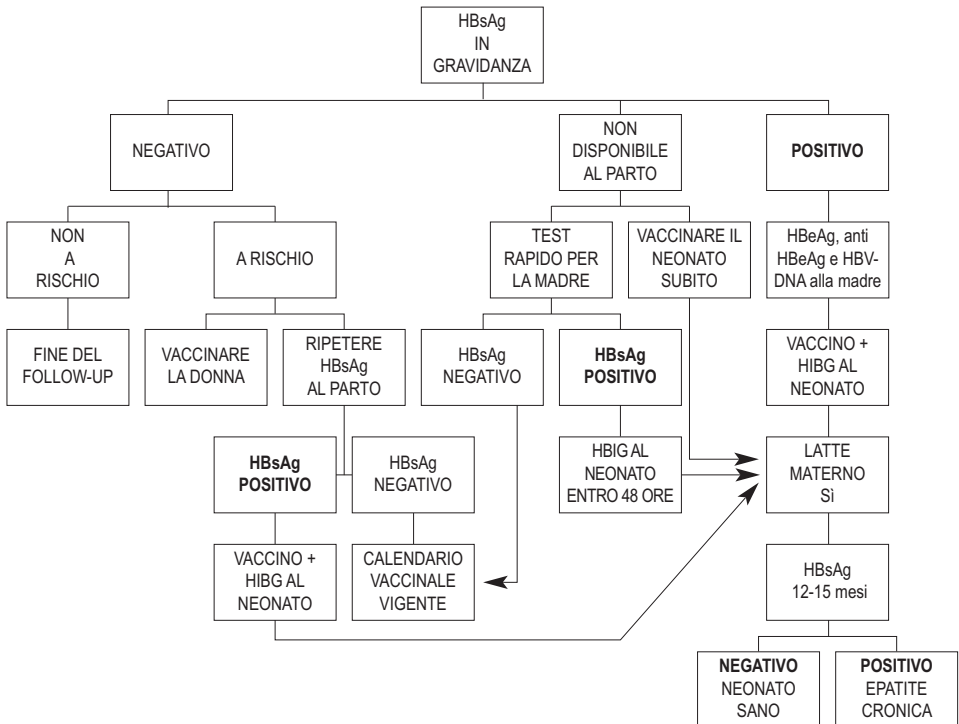 HBsAg
IN
GRAVIDANZA
NEGATIVO
NON
DISPONIBILE
AL PARTO
POSITIVO
NON
A
RISCHIO
A RISCHIO
TEST
RAPIDO PER
LA MADRE
VACCINARE IL
NEONATO
SUBITO
HBeAg, anti
HBeAg e HBV-
DNA alla madre
FINE DEL
FOLLOW-UP
VACCINARE
LA DONNA
RIPETERE
HBsAg
AL PARTO
HBsAg
NEGATIVO
HBsAg
POSITIVO
VACCINO +
HIBG AL
NEONATO
HBsAg
POSITIVO
HBsAg
NEGATIVO
HBIG AL
NEONATO
ENTRO 48 ORE
LATTE
MATERNO
Sì
VACCINO +
HIBG AL
NEONATO
CALENDARIO
VACCINALE
VIGENTE
HBsAg
12-15 mesi
NEGATIVO
NEONATO
SANO
POSITIVO
EPATITE
CRONICA